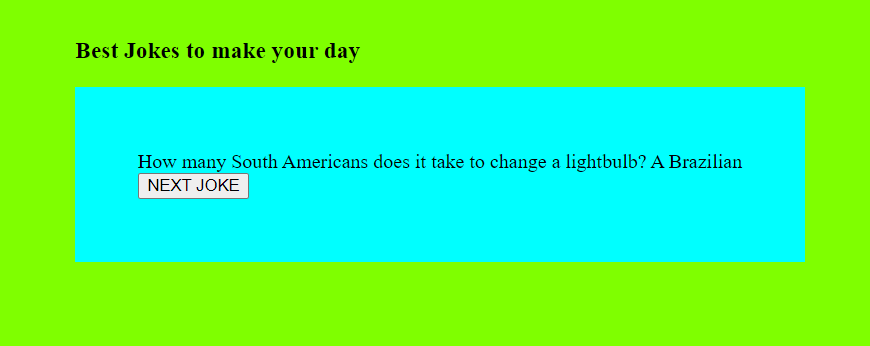 Best Jokes to make your day
How many South Americans does it take to change a lightbulb? A Brazilian
NEXT JOKE